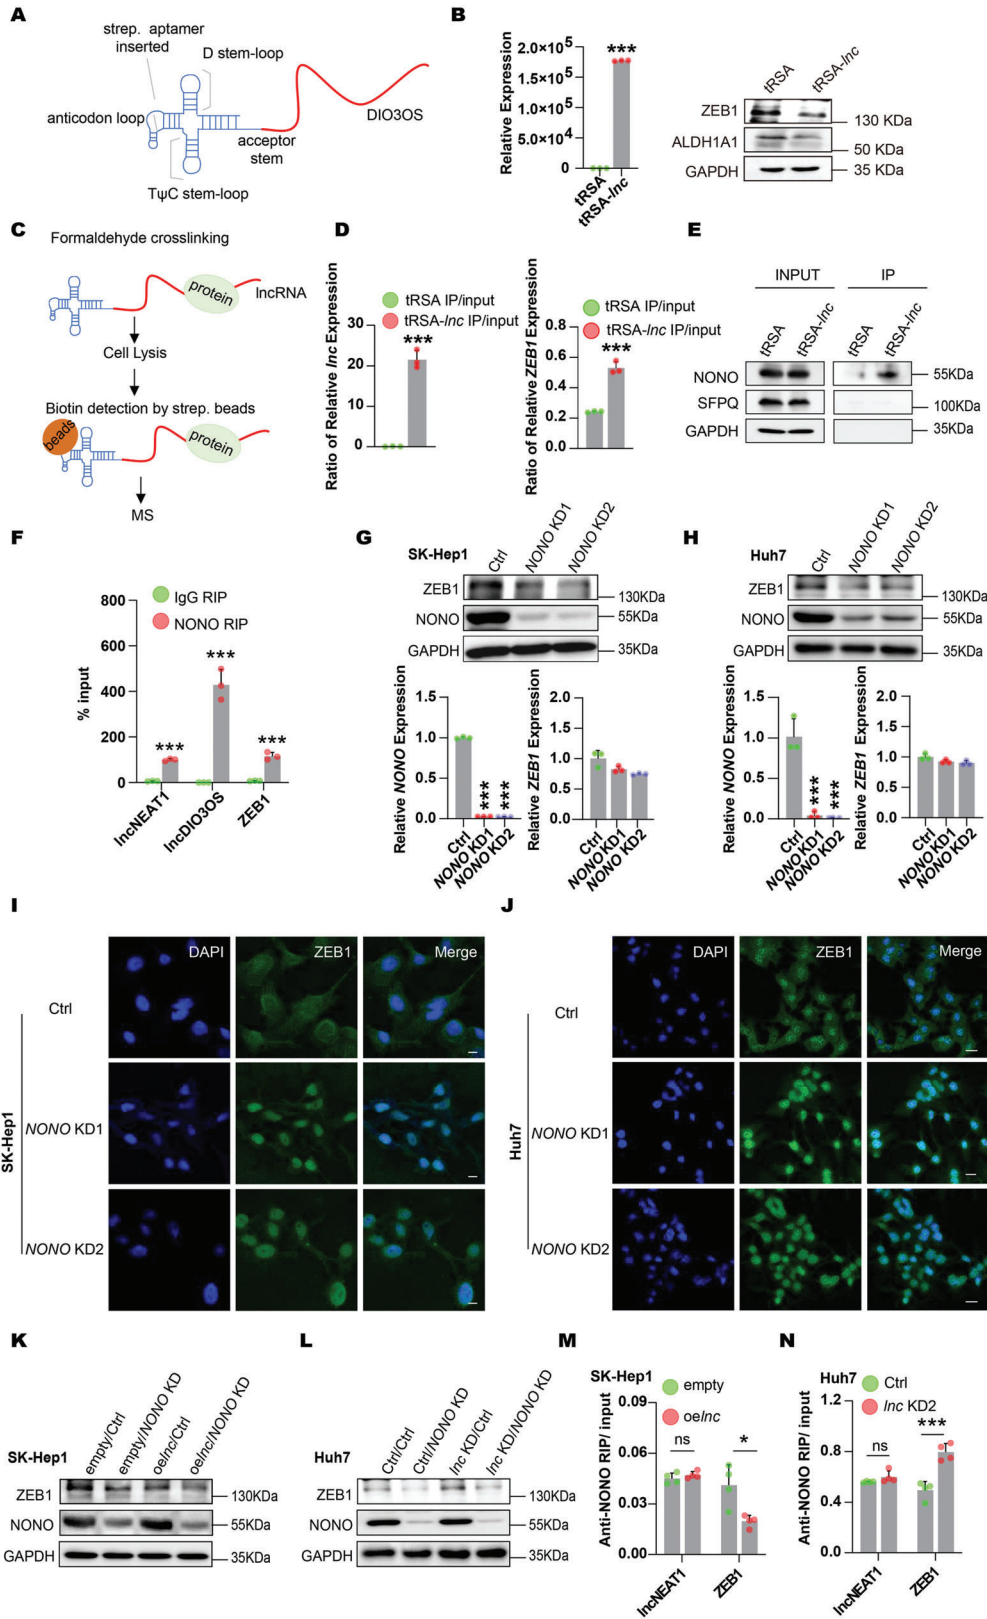 A
strep. aptamer
inserted
D stem-loop
anticodon loop
DIO3OS
acceptor
stem
TψC stem-loop
B
Relative Expression
2.0×10⁵
***
1.5×10⁵
1.0×10⁵
5.0×10⁴
0
tRSA
tRSA-lnc
tRSA
tRSA-lnc
ZEB1
130 KDa
ALDH1A1
50 KDa
GAPDH
35 KDa
C
Formaldehyde crosslinking
protein
lncRNA
Cell Lysis
Biotin detection by strep. beads
beads
protein
MS
D
Ratio of Relative lnc Expression
tRSA IP/input
tRSA-lnc IP/input
30
***
20
10
0
Ratio of Relative ZEB1 Expression
tRSA IP/input
tRSA-lnc IP/input
0.8
***
0.6
0.4
0.2
0.0
E
INPUT
IP
tRSA
tRSA-lnc
tRSA
tRSA-lnc
NONO
55KDa
SFPQ
100KDa
GAPDH
35KDa
F
% input
IgG RIP
NONO RIP
800
600
400
200
0
***
***
***
lncNEAT1
lncDIO3OS
ZEB1
G
SK-Hep1
Ctrl
NONO KD1
NONO KD2
ZEB1
130KDa
NONO
55KDa
GAPDH
35KDa
Relative NONO Expression
1.5
1.0
0.5
0.0
***
***
Ctrl
NONO KD1
NONO KD2
Relative ZEB1 Expression
2.0
1.5
1.0
0.5
0.0
Ctrl
NONO KD1
NONO KD2
H
Huh7
Ctrl
NONO KD1
NONO KD2
ZEB1
130KDa
NONO
55KDa
GAPDH
35KDa
Relative NONO Expression
1.5
1.0
0.5
0.0
***
***
Ctrl
NONO KD1
NONO KD2
Relative ZEB1 Expression
2.0
1.5
1.0
0.5
0.0
Ctrl
NONO KD1
NONO KD2
I
DAPI
ZEB1
Merge
SK-Hep1
Ctrl
NONO KD1
NONO KD2
J
DAPI
ZEB1
Merge
Huh7
Ctrl
NONO KD1
NONO KD2
K
SK-Hep1
empty/Ctrl
empty/NONO KD
oelnc/Ctrl
oelnc/NONO KD
ZEB1
130KDa
NONO
55KDa
GAPDH
35KDa
L
Huh7
Ctrl/Ctrl
Ctrl/NONO KD
lnc KD/Ctrl
lnc KD/NONO KD
ZEB1
130KDa
NONO
55KDa
GAPDH
35KDa
M
SK-Hep1
empty
oelnc
Anti-NONO RIP/ input
0.09
0.06
0.03
0.00
ns
*
lncNEAT1
ZEB1
N
Huh7
Ctrl
lnc KD2
Anti-NONO RIP/ input
1.2
0.8
0.4
0.0
ns
***
lncNEAT1
ZEB1